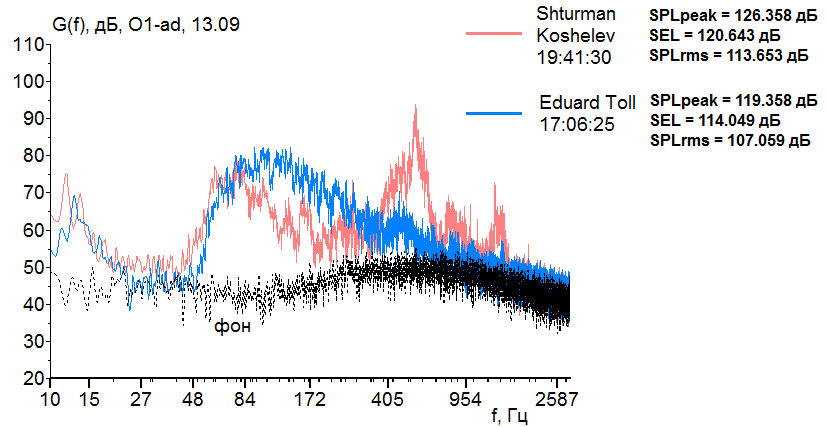 G(f), дБ, O1-ad, 13.09
Shturman
Koshelev
19:41:30
SPLpeak = 126.358 дБ
SEL = 120.643 дБ
SPLrms = 113.653 дБ
Eduard Toll
17:06:25
SPLpeak = 119.358 дБ
SEL = 114.049 дБ
SPLrms = 107.059 дБ
110
100
90
80
70
60
50
40
30
20
фон
10 15 27 48 84 172 405 954 2587
f, Гц